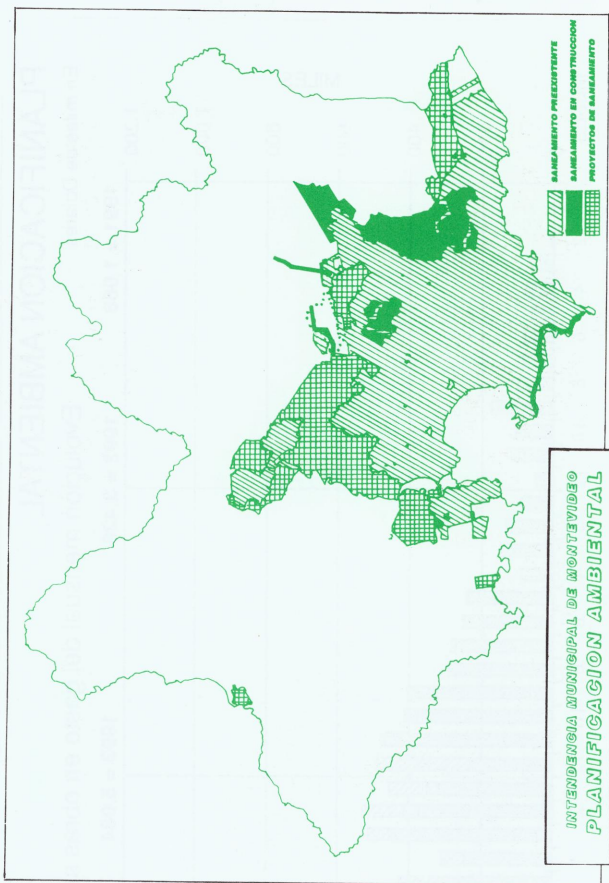 SANEAMIENTO PREEXISTENTE
SANEAMIENTO EN CONSTRUCCION
PROYECTOS DE SANEAMIENTO
INTENDENCIA MUNICIPAL DE MONTEVIDEO
PLANIFICACION AMBIENTAL